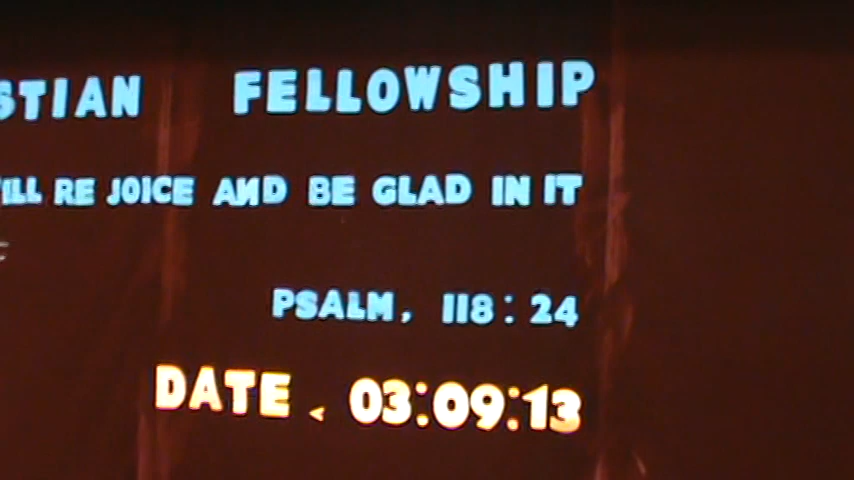 STIAN FELLOWSHIP
ILL RE JOICE AND BE GLAD IN IT
PSALM, 118:24
DATE . 03:09:13